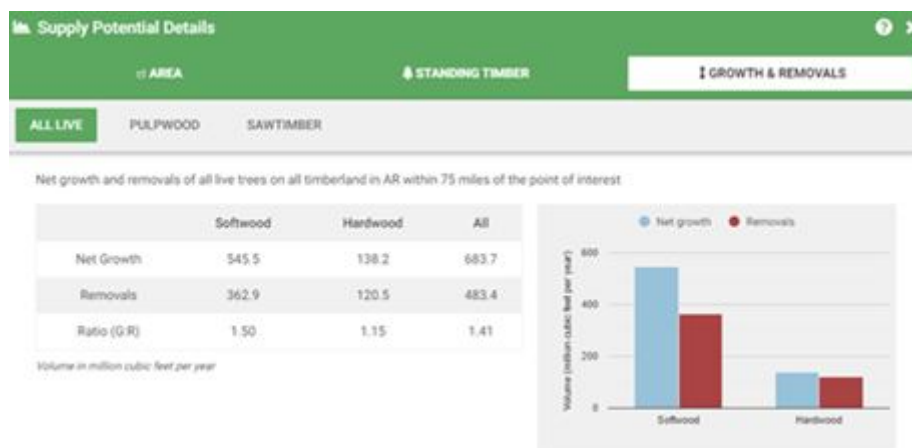 Supply Potential Details
AREA
STANDING TIMBER
GROWTH & REMOVALS
ALL LIVE PULPWOOD SAWTIMBER
Net growth and removals of all live trees on all timberland in AR within 75 miles of the point of interest
Softwood Hardwood All
Net Growth 545.5 138.2 683.7
Removals 362.9 120.5 483.4
Ratio (G:R) 1.50 1.15 1.41
Volume in million cubic feet per year
Net growth Removals
Volume (million cubic feet per year)
600
400
200
0
Softwood Hardwood